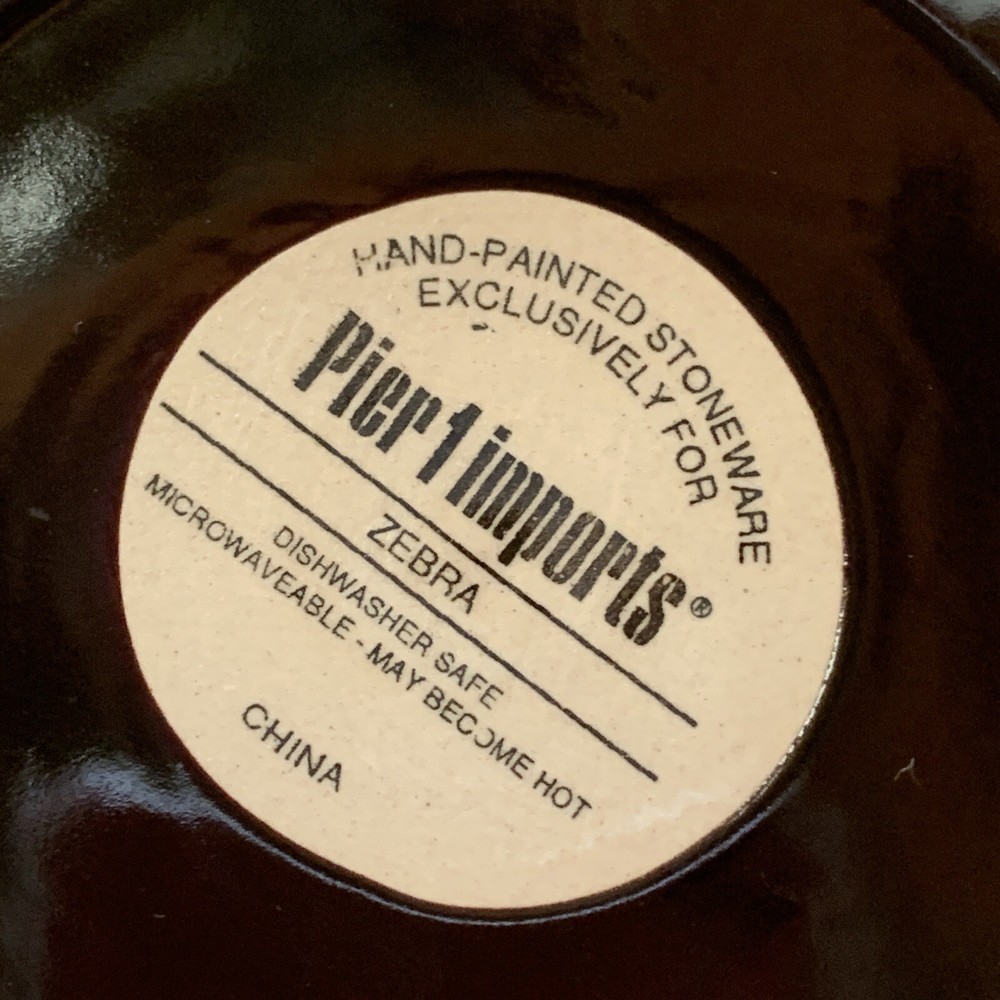 HAND-PAINTED STONEWARE
EXCLUSIVELY FOR
Pier 1 imports®
ZEBRA
DISHWASHER SAFE
MICROWAVEABLE - MAY BECOME HOT
CHINA